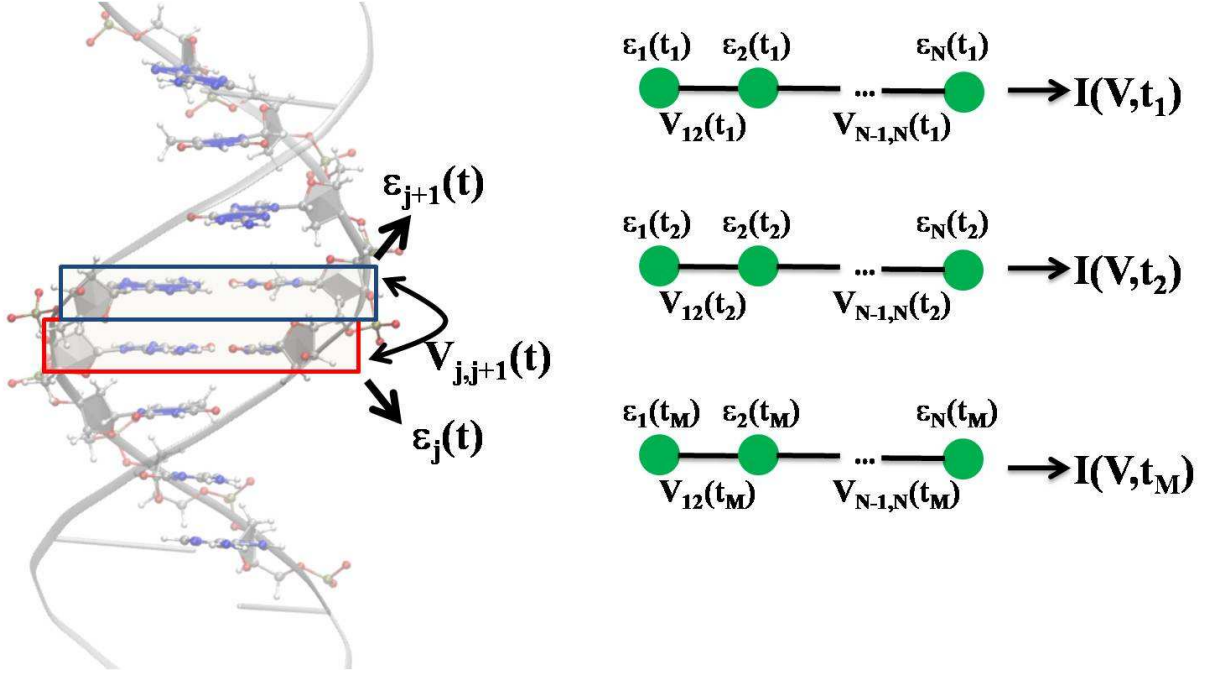 ε_{j+1}(t)
V_{j,j+1}(t)
ε_j(t)
ε_1(t_1) ε_2(t_1) ε_N(t_1)
... I(V,t_1)
V_{12}(t_1) V_{N-1,N}(t_1)
ε_1(t_2) ε_2(t_2) ε_N(t_2)
... I(V,t_2)
V_{12}(t_2) V_{N-1,N}(t_2)
ε_1(t_M) ε_2(t_M) ε_N(t_M)
... I(V,t_M)
V_{12}(t_M) V_{N-1,N}(t_M)